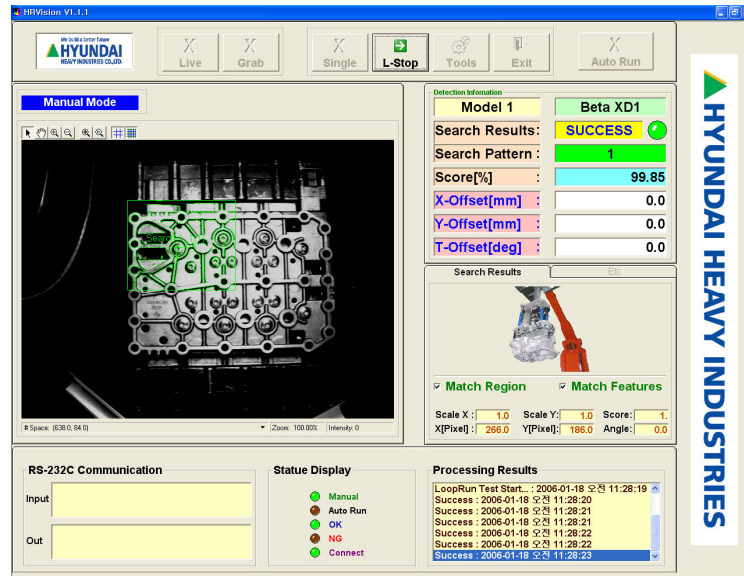 HRVision V1.1.1
We build a better future
HYUNDAI
HEAVY INDUSTRIES CO.,LTD.
X Live
X Grab
X Single
L-Stop
Tools
Exit
X Auto Run
Manual Mode
Detection Information
Model 1 Beta XD1
Search Results: SUCCESS
Search Pattern : 1
Score[%] : 99.85
X-Offset[mm] : 0.0
Y-Offset[mm] : 0.0
T-Offset[deg] : 0.0
Search Results Etc
Match Region Match Features
Scale X : 1.0 Scale Y: 1.0 Score: 1.
X[Pixel] : 266.0 Y[Pixel]: 186.0 Angle: 0.0
# Space: (638.0, 84.0) Zoom: 100.00% Intensity: 0
RS-232C Communication
Input
Out
Statue Display
Manual
Auto Run
OK
NG
Connect
Processing Results
LoopRun Test Start... : 2006-01-18 오전 11:28:19
Success : 2006-01-18 오전 11:28:20
Success : 2006-01-18 오전 11:28:21
Success : 2006-01-18 오전 11:28:21
Success : 2006-01-18 오전 11:28:22
Success : 2006-01-18 오전 11:28:22
Success : 2006-01-18 오전 11:28:23
HYUNDAI HEAVY INDUSTRIES